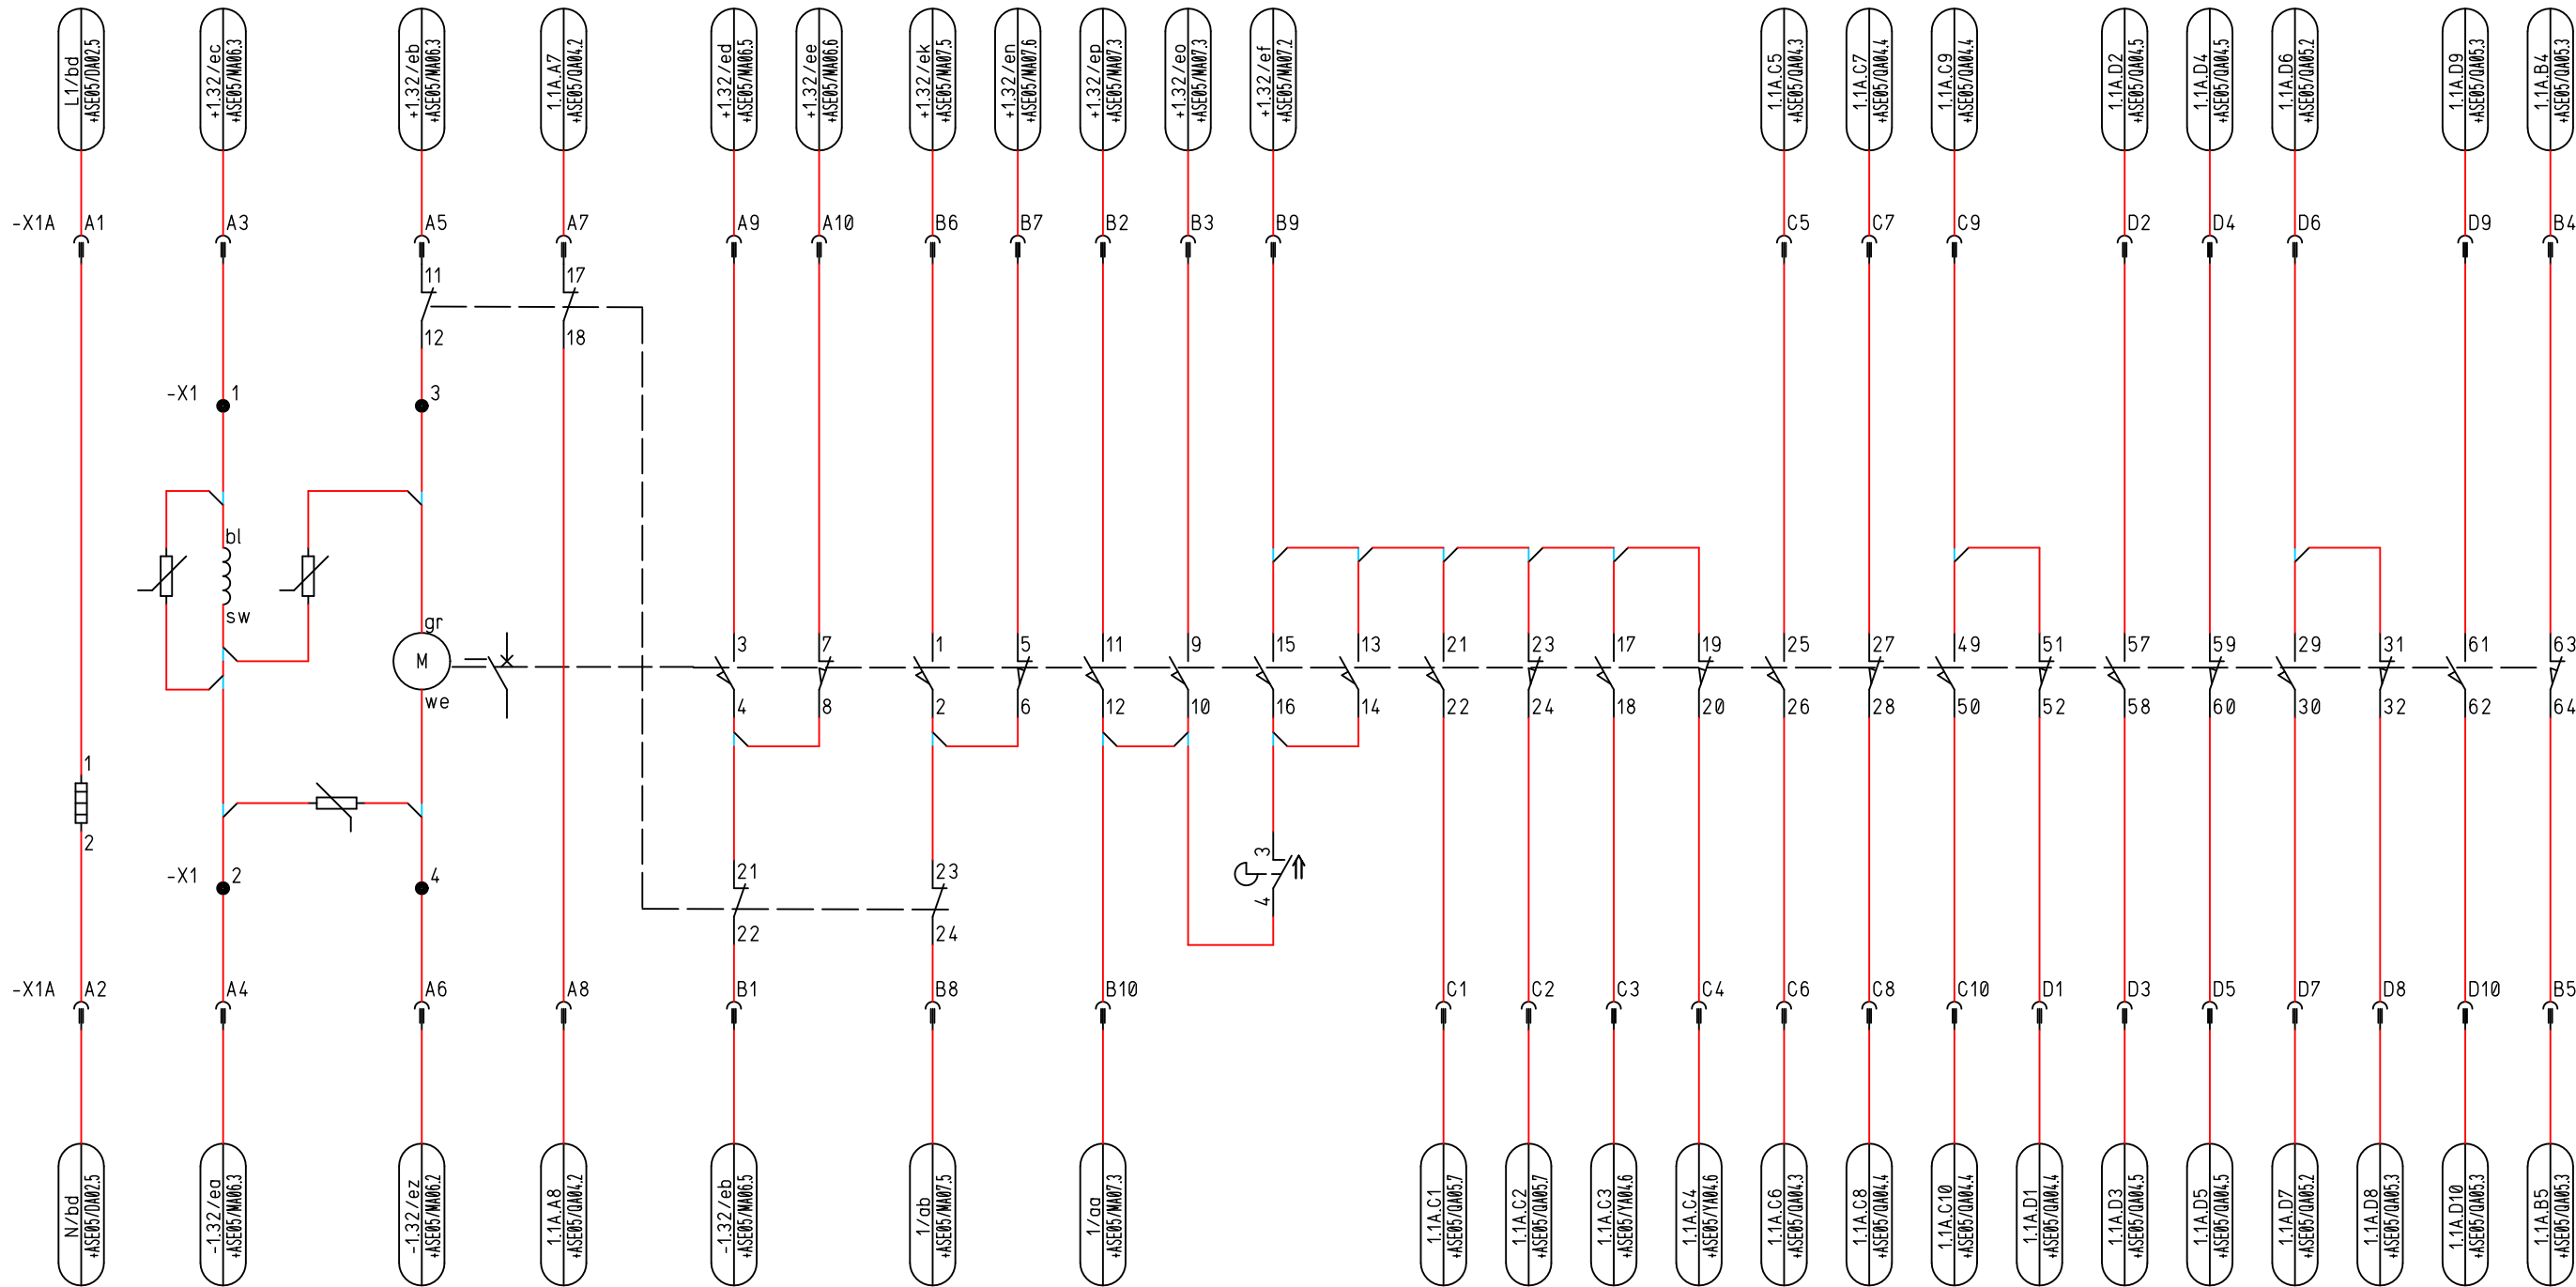 L1/bd
+ASE05/DA02.5
+1.32/ec
+ASE05/MA06.3
+1.32/eb
+ASE05/MA06.3
1.1A.A7
+ASE05/QA04.2
+1.32/ed
+ASE05/MA06.5
+1.32/ee
+ASE05/MA06.6
+1.32/ek
+ASE05/MA07.5
+1.32/en
+ASE05/MA07.6
+1.32/ep
+ASE05/MA07.3
+1.32/eo
+ASE05/MA07.3
+1.32/ef
+ASE05/MA07.2
1.1A.C5
+ASE05/QA04.3
1.1A.C7
+ASE05/QA04.4
1.1A.C9
+ASE05/QA04.4
1.1A.D2
+ASE05/QA04.5
1.1A.D4
+ASE05/QA04.5
1.1A.D6
+ASE05/QA05.2
1.1A.D9
+ASE05/QA05.3
1.1A.B4
+ASE05/QA05.3
-X1A A1 A3 A5 A7 A9 A10 B6 B7 B2 B3 B9 C5 C7 C9 D2 D4 D6 D9 B4
11 17
12 18
-X1 1 3
bl
sw
gr
M
we
3 7 1 5 11 9 15 13 21 23 17 19 25 27 49 51 57 59 29 31 61 63
4 8 2 6 12 10 16 14 22 24 18 20 26 28 50 52 58 60 30 32 62 64
1
2
3
4
-X1 2 4
21 23
22 24
-X1A A2 A4 A6 A8 B1 B8 B10 C1 C2 C3 C4 C6 C8 C10 D1 D3 D5 D7 D8 D10 B5
N/bd
+ASE05/DA02.5
-1.32/ea
+ASE05/MA06.3
-1.32/ez
+ASE05/MA06.2
1.1A.A8
+ASE05/QA04.2
-1.32/eb
+ASE05/MA06.5
1/ab
+ASE05/MA07.5
1/aa
+ASE05/MA07.3
1.1A.C1
+ASE05/QA05.7
1.1A.C2
+ASE05/QA05.7
1.1A.C3
+ASE05/YA04.6
1.1A.C4
+ASE05/YA04.6
1.1A.C6
+ASE05/QA04.3
1.1A.C8
+ASE05/QA04.4
1.1A.C10
+ASE05/QA04.4
1.1A.D1
+ASE05/QA04.4
1.1A.D3
+ASE05/QA04.5
1.1A.D5
+ASE05/QA04.5
1.1A.D7
+ASE05/QA05.2
1.1A.D8
+ASE05/QA05.3
1.1A.D10
+ASE05/QA05.3
1.1A.B5
+ASE05/QA05.3